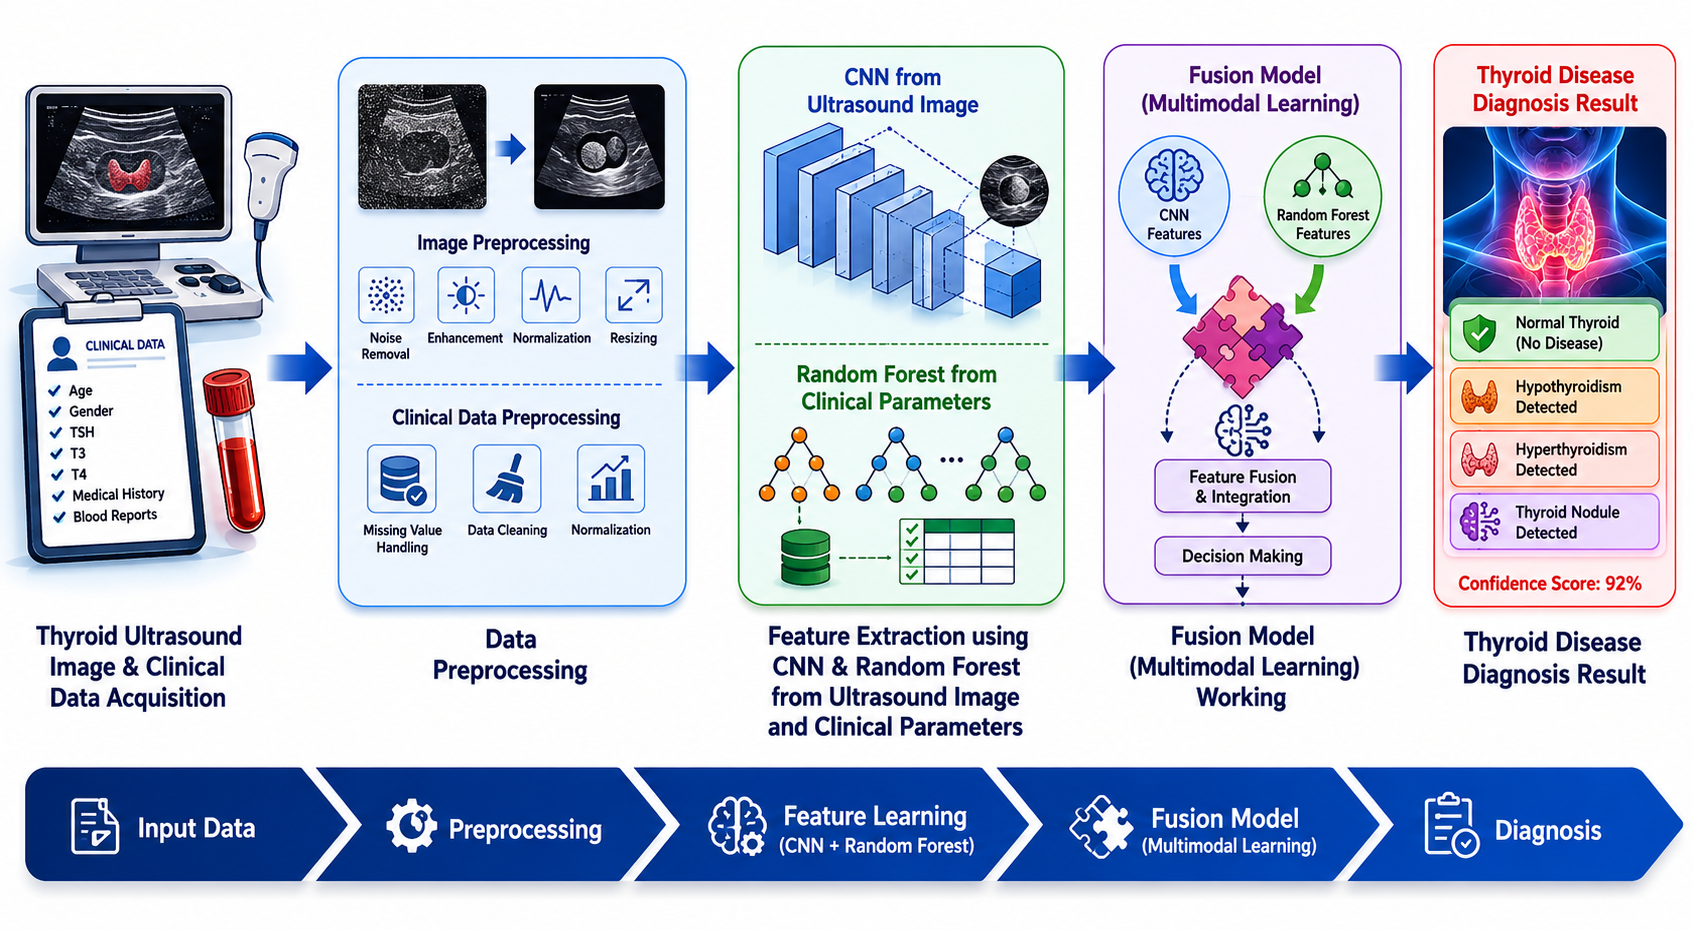 CLINICAL DATA
Age
Gender
TSH
T3
T4
Medical History
Blood Reports
Thyroid Ultrasound
Image & Clinical
Data Acquisition
Image Preprocessing
Noise
Removal
Enhancement
Normalization
Resizing
Clinical Data Preprocessing
Missing Value
Handling
Data Cleaning
Normalization
Data
Preprocessing
CNN from
Ultrasound Image
Random Forest from
Clinical Parameters
...
Feature Extraction using
CNN & Random Forest
from Ultrasound Image
and Clinical Parameters
Fusion Model
(Multimodal Learning)
CNN
Features
Random Forest
Features
Feature Fusion
& Integration
Decision Making
Fusion Model
(Multimodal Learning)
Working
Thyroid Disease
Diagnosis Result
Normal Thyroid
(No Disease)
Hypothyroidism
Detected
Hyperthyroidism
Detected
Thyroid Nodule
Detected
Confidence Score: 92%
Thyroid Disease
Diagnosis Result
Input Data
Preprocessing
Feature Learning
(CNN + Random Forest)
Fusion Model
(Multimodal Learning)
Diagnosis